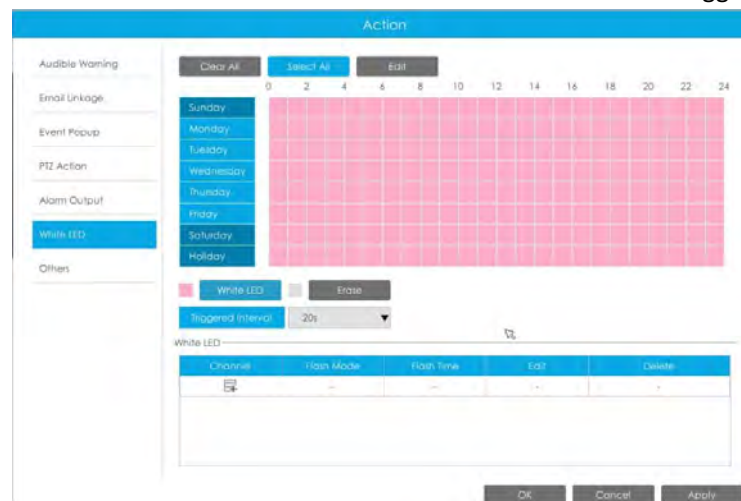 Action
Audible Warning
Email Linkage
Event Popup
PTZ Action
Alarm Output
White LED
Others
Clear All Select All Edit
0 2 4 6 8 10 12 14 16 18 20 22 24
Sunday
Monday
Tuesday
Wednesday
Thursday
Friday
Saturday
Holiday
White LED Erase
Triggered Interval 20s
White LED
Channel Flash Mode Flash Time Edit Delete
-- -- - -
OK Cancel Apply